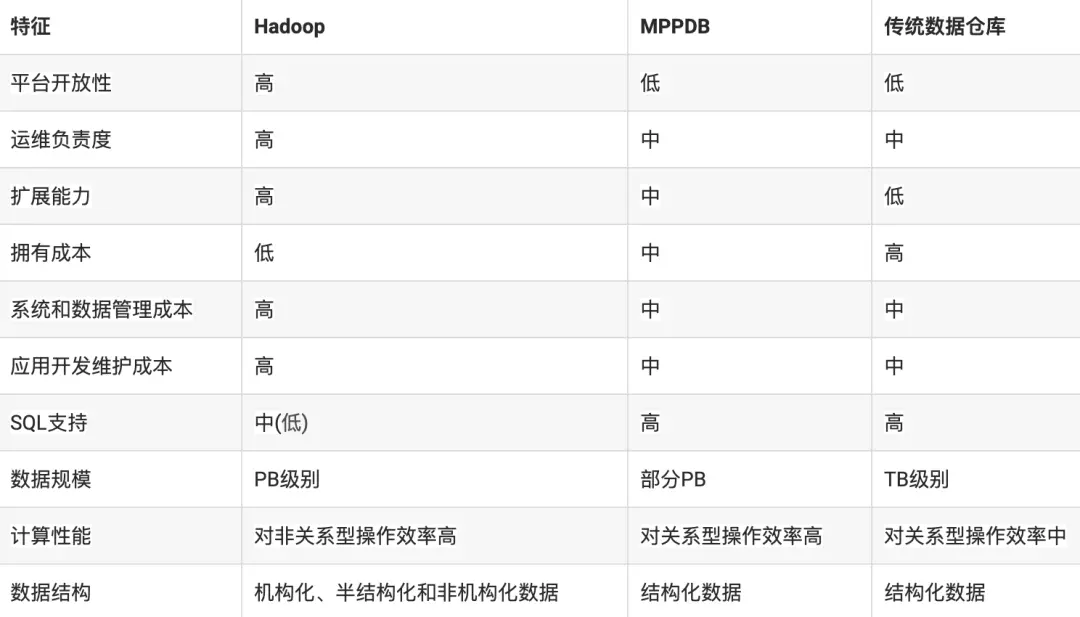 特征 Hadoop MPPDB 传统数据仓库
平台开放性 高 低 低
运维负责度 高 中 中
扩展能力 高 中 低
拥有成本 低 中 高
系统和数据管理成本 高 中 中
应用开发维护成本 高 中 中
SQL支持 中(低) 高 高
数据规模 PB级别 部分PB TB级别
计算性能 对非关系型操作效率高 对关系型操作效率高 对关系型操作效率中
数据结构 机构化、半结构化和非机构化数据 结构化数据 结构化数据